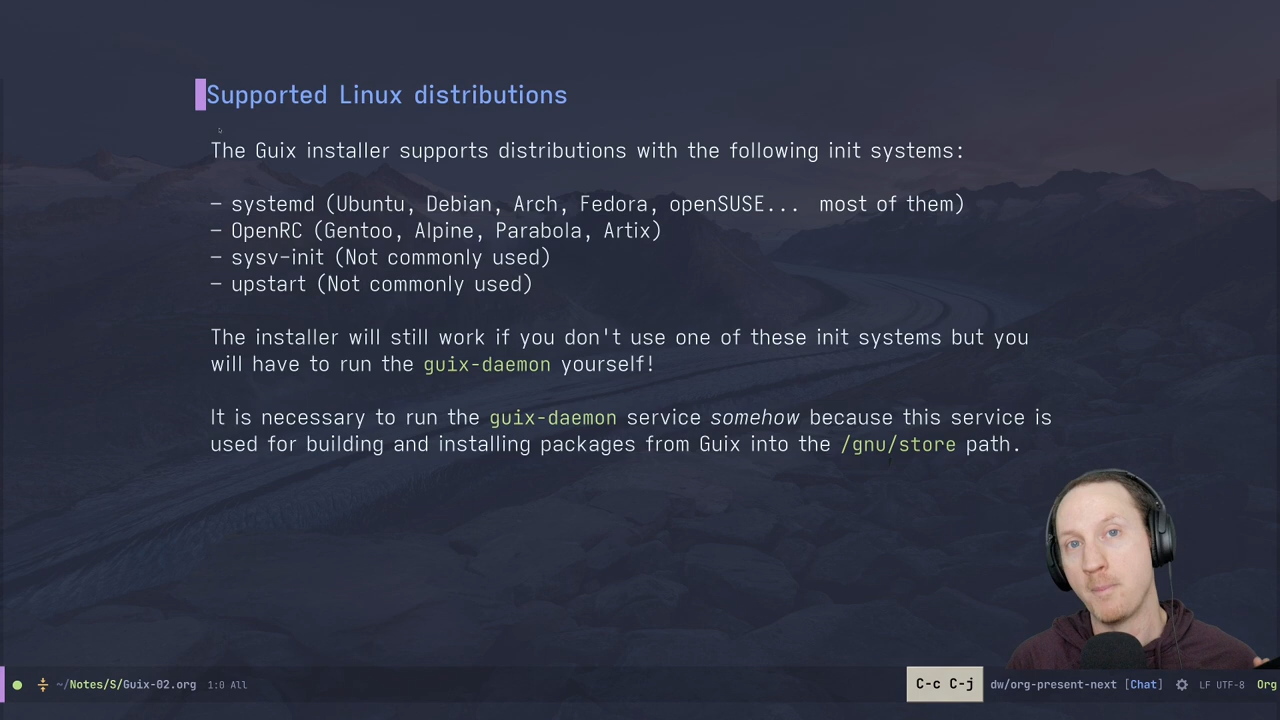 Supported Linux distributions
The Guix installer supports distributions with the following init systems:
– systemd (Ubuntu, Debian, Arch, Fedora, openSUSE... most of them)
– OpenRC (Gentoo, Alpine, Parabola, Artix)
– sysv-init (Not commonly used)
– upstart (Not commonly used)
The installer will still work if you don't use one of these init systems but you
will have to run the guix-daemon yourself!
It is necessary to run the guix-daemon service somehow because this service is
used for building and installing packages from Guix into the /gnu/store path.
~/Notes/S/Guix-02.org 1:0 All C-c C-j dw/org-present-next [Chat] LF UTF-8 Org